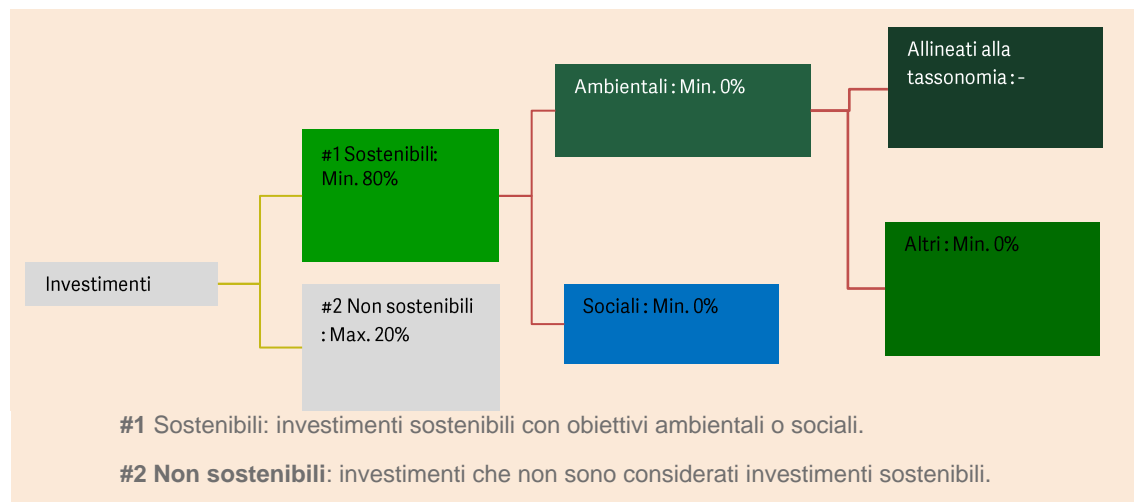 Investimenti
#1 Sostenibili:
Min. 80%
#2 Non sostenibili
: Max. 20%
Ambientali : Min. 0%
Sociali : Min. 0%
Allineati alla
tassonomia : -
Altri : Min. 0%
#1 Sostenibili: investimenti sostenibili con obiettivi ambientali o sociali.
#2 Non sostenibili: investimenti che non sono considerati investimenti sostenibili.